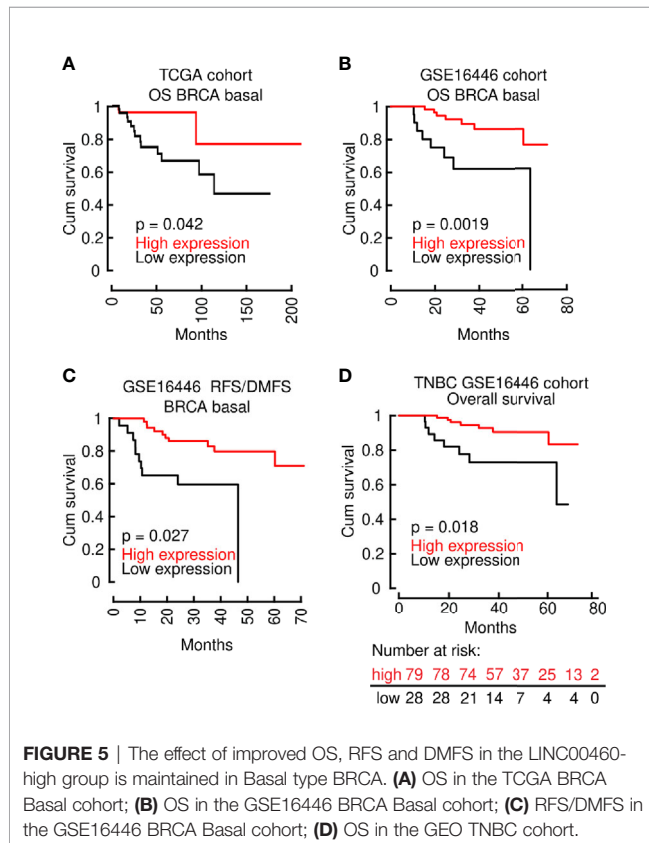 A
TCGA cohort
OS BRCA basal
Cum survival
1
0.8
0.6
0.4
0.2
0
p = 0.042
High expression
Low expression
0
50
100
150
200
Months
B
GSE16446 cohort
OS BRCA basal
Cum survival
1
0.8
0.6
0.4
0.2
0
p = 0.0019
High expression
Low expression
0
20
40
60
80
Months
C
GSE16446 RFS/DMFS
BRCA basal
Cum survival
1
0.8
0.6
0.4
0.2
0
p = 0.027
High expression
Low expression
0
10
20
30
40
50
60
70
Months
D
TNBC GSE16446 cohort
Overall survival
Cum survival
1
0.8
0.6
0.4
0.2
0
p = 0.018
High expression
Low expression
0
20
40
60
80
Months
Number at risk:
high 79 78 74 57 37 25 13 2
low 28 28 21 14 7 4 4 0
FIGURE 5 | The effect of improved OS, RFS and DMFS in the LINC00460-
high group is maintained in Basal type BRCA. (A) OS in the TCGA BRCA
Basal cohort; (B) OS in the GSE16446 BRCA Basal cohort; (C) RFS/DMFS in
the GSE16446 BRCA Basal cohort; (D) OS in the GEO TNBC cohort.